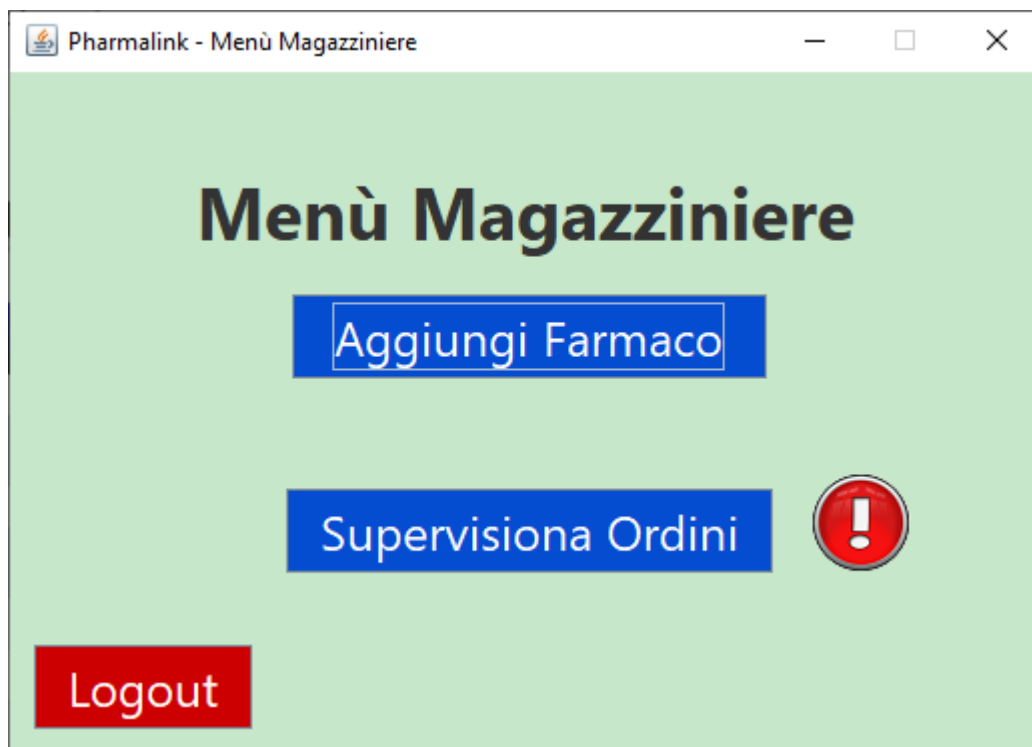 Pharmalink - Menù Magazziniere
Menù Magazziniere
Aggiungi Farmaco
Supervisiona Ordini
Logout